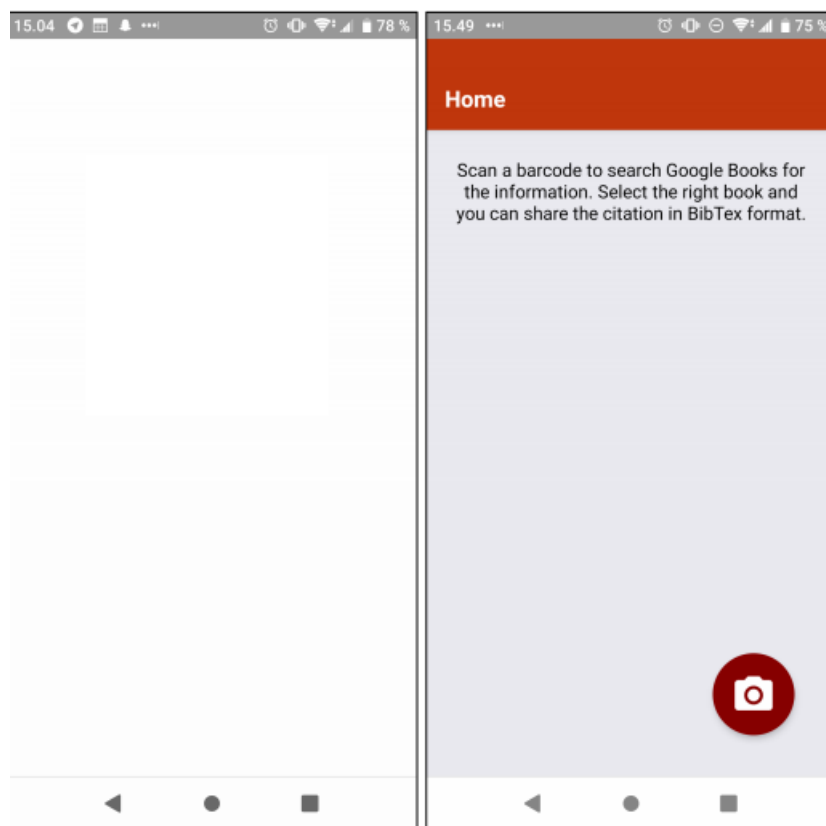 15.04 78 %
15.49 75 %
Home
Scan a barcode to search Google Books for
the information. Select the right book and
you can share the citation in BibTex format.